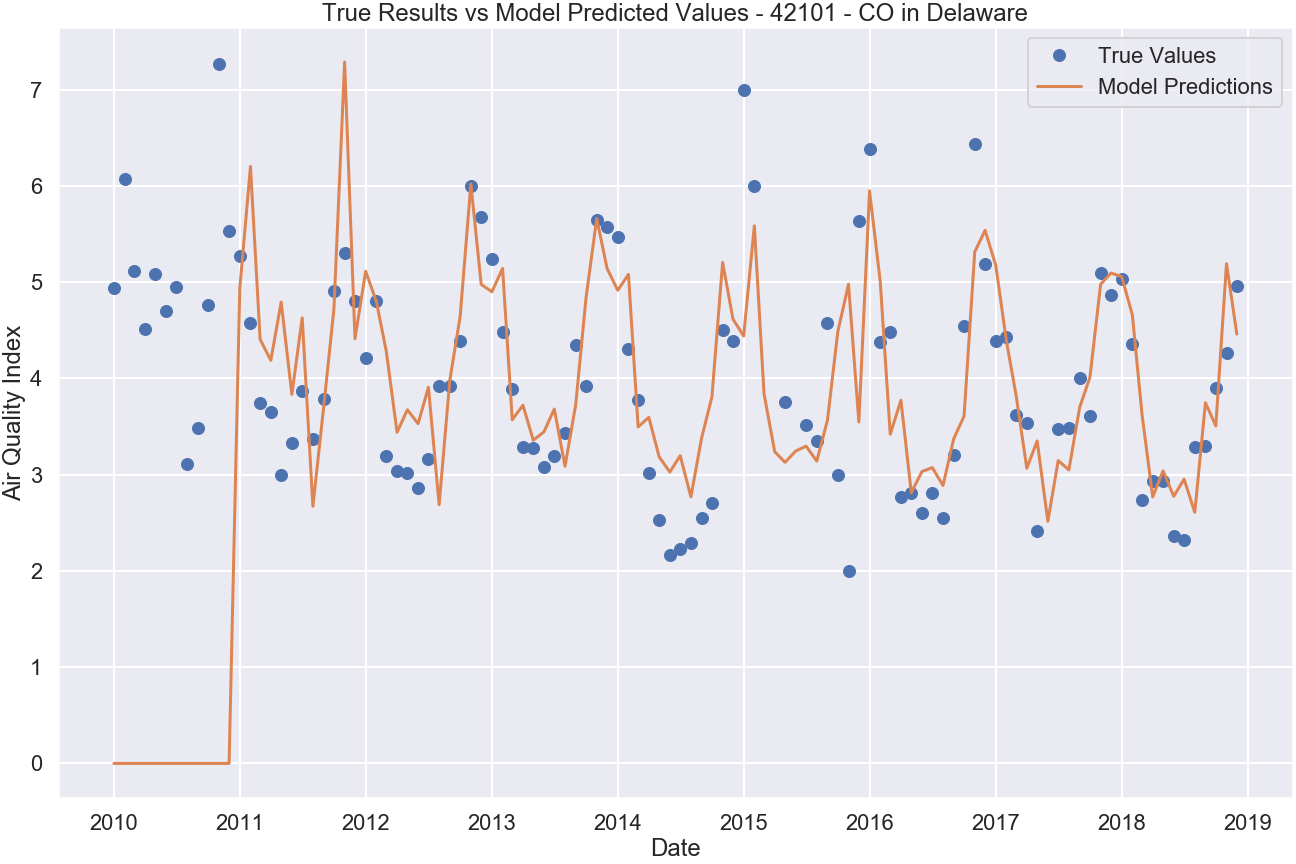 True Results vs Model Predicted Values - 42101 - CO in Delaware
True Values
Model Predictions
Air Quality Index
7
6
5
4
3
2
1
0
2010 2011 2012 2013 2014 2015 2016 2017 2018 2019
Date